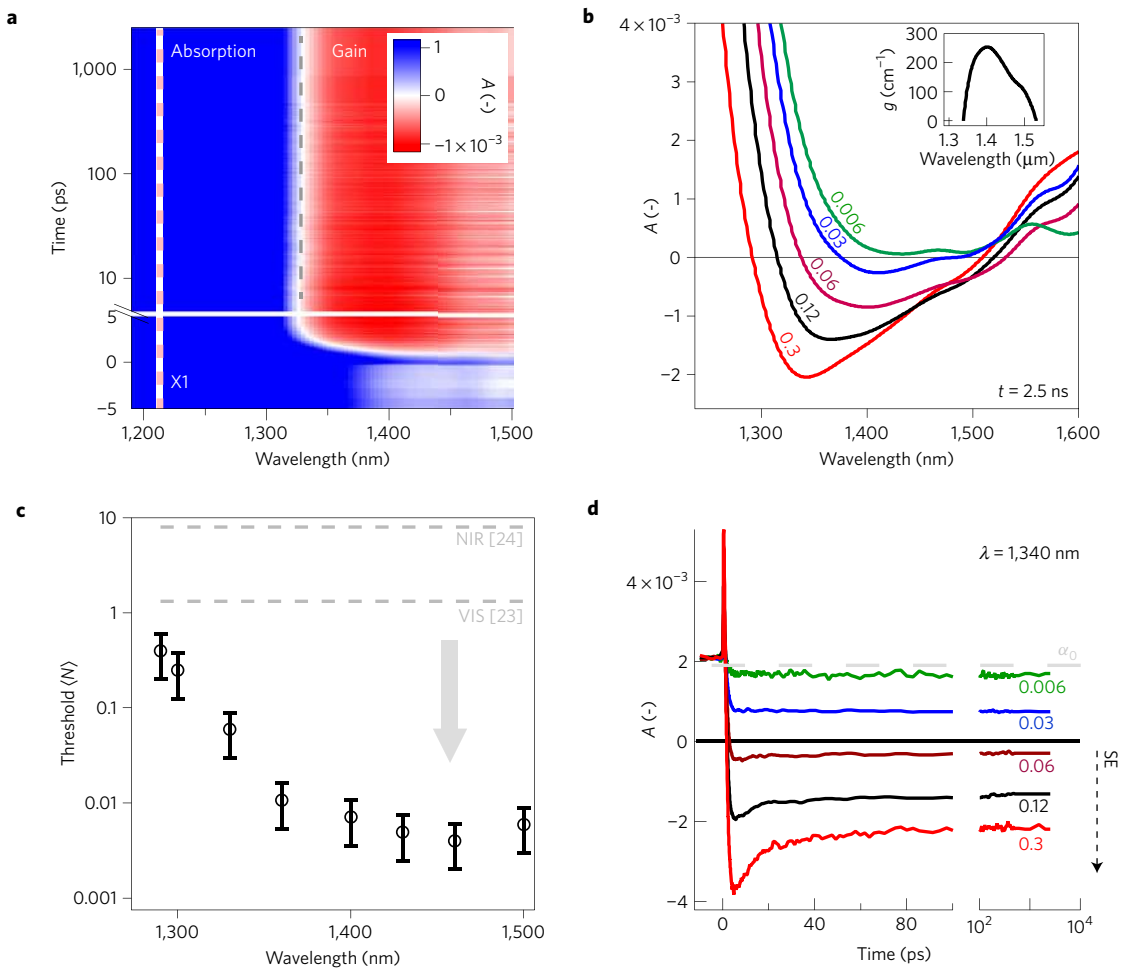 a
Absorption
Gain
1
0
−1 × 10⁻³
A (-)
X1
1,000
100
10
5
0
−5
Time (ps)
1,200
1,300
1,400
1,500
Wavelength (nm)
b
4 × 10⁻³
3
2
1
0
−1
−2
A (-)
300
200
100
0
g (cm⁻¹)
1.3
1.4
1.5
Wavelength (μm)
0.006
0.03
0.06
0.12
0.3
t = 2.5 ns
1,300
1,400
1,500
1,600
Wavelength (nm)
c
10
1
0.1
0.01
0.001
Threshold ⟨N⟩
NIR [24]
VIS [23]
1,300
1,400
1,500
Wavelength (nm)
d
λ = 1,340 nm
4 × 10⁻³
2
0
−2
−4
A (-)
α₀
0.006
0.03
0.06
0.12
0.3
SE
0
40
80
10²
10⁴
Time (ps)